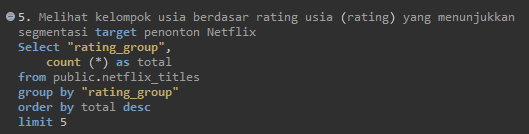 5. Melihat kelompok usia berdasar rating usia (rating) yang menunjukkan
segmentasi target penonton Netflix
Select "rating_group",
count (*) as total
from public.netflix_titles
group by "rating_group"
order by total desc
limit 5